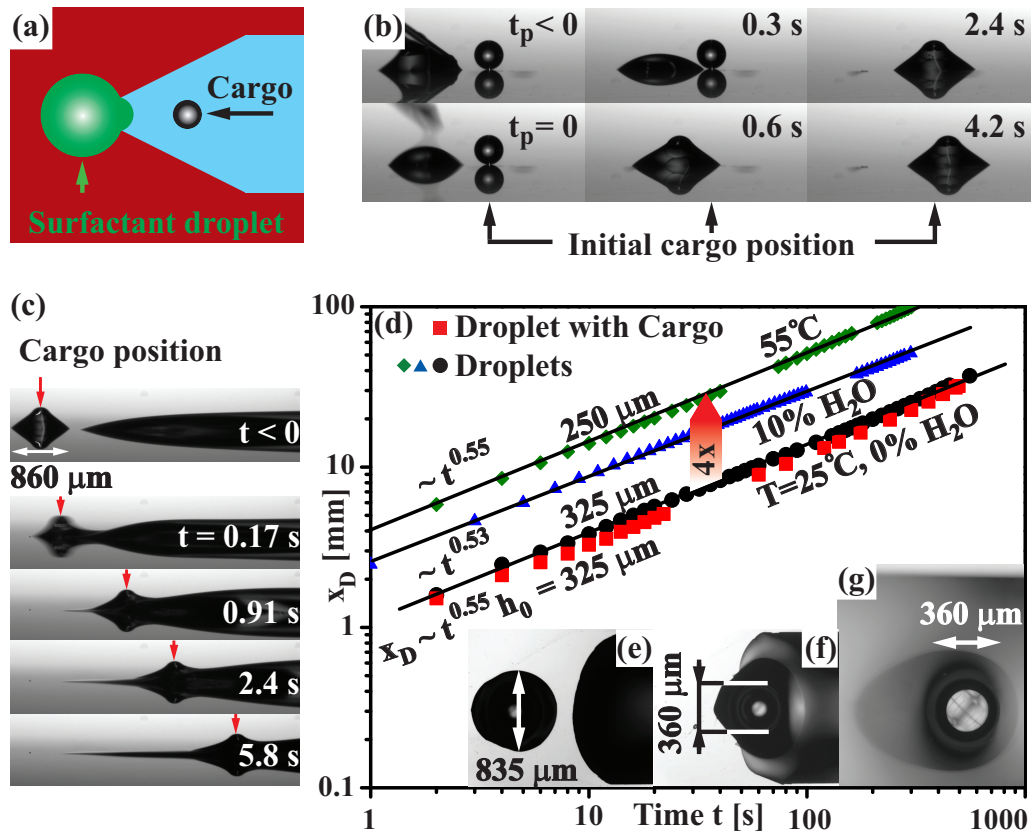 (a)
Cargo
Surfactant droplet
(b)
tₚ < 0
0.3 s
2.4 s
tₚ = 0
0.6 s
4.2 s
Initial cargo position
(c)
Cargo position
t < 0
860 μm
t = 0.17 s
0.91 s
2.4 s
5.8 s
(d)
Droplet with Cargo
Droplets
100
10
1
0.1
x_D [mm]
1
10
100
1000
Time t [s]
~ t^0.55
250 μm
55°C
~ t^0.53
325 μm
10% H₂O
4x
x_D ~ t^0.55
h₀ = 325 μm
T=25°C, 0% H₂O
(e)
835 μm
(f)
360 μm
(g)
360 μm